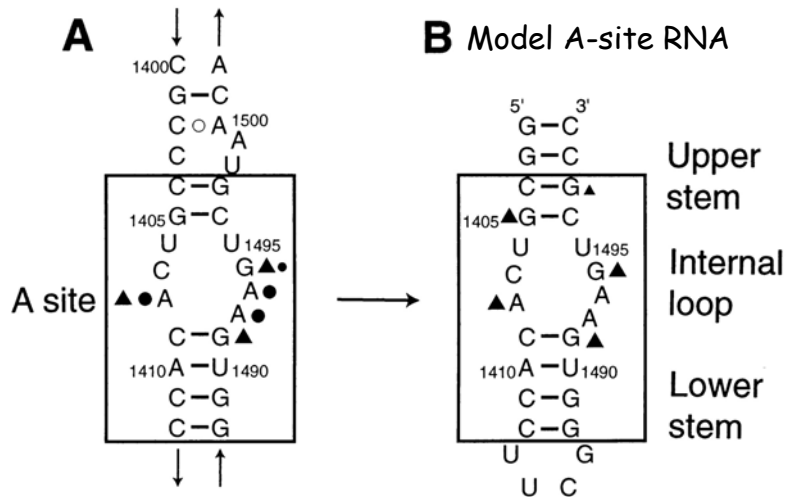 A
1400C A
G–C
C○A1500
A
C
U
C–G
1405G–C
U U1495
C G▲•
A site ▲●A A●
A●
C–G▲
1410A–U1490
C–G
C–G
B Model A-site RNA
5' 3'
G–C
G–C
C–G▲
1405▲G–C
U U1495
C G▲
▲A A
A
C–G▲
1410A–U1490
C–G
C–G
U G
U C
Upper
stem
Internal
loop
Lower
stem